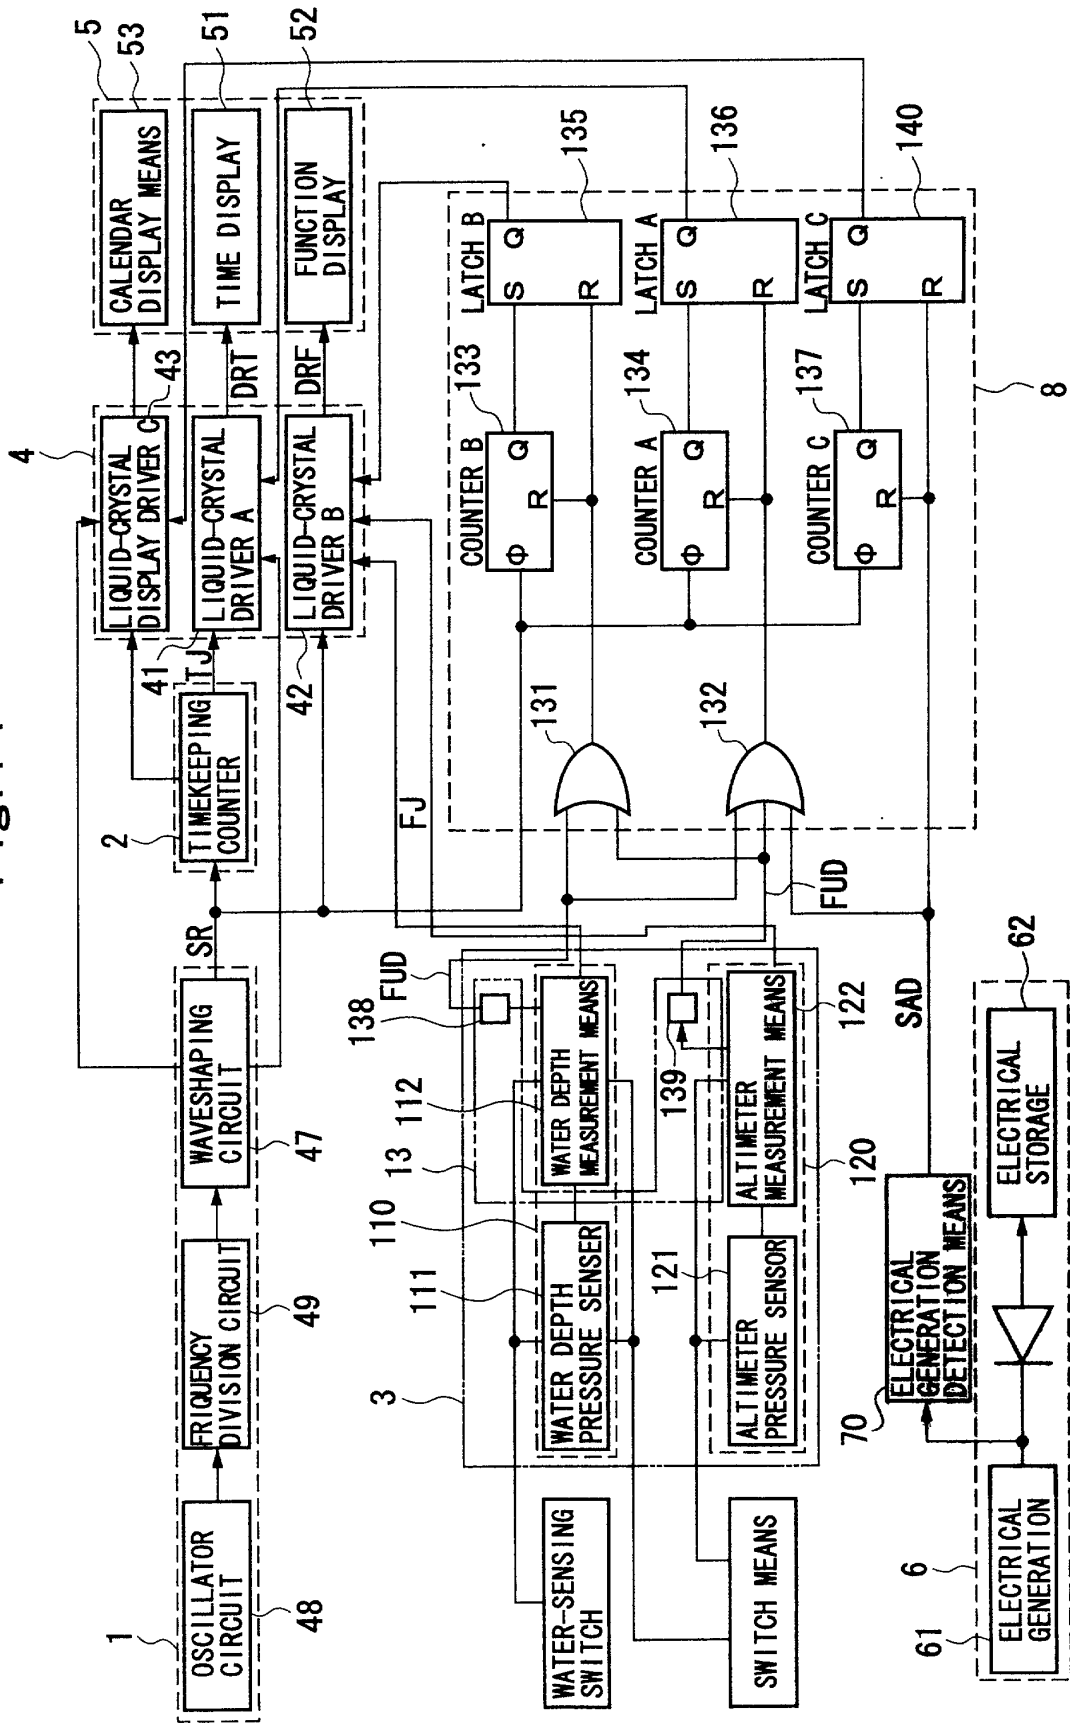 1
OSCILLATOR
CIRCUIT
48
FRIQUENCY
DIVISION CIRCUIT
49
WAVESHAPING
CIRCUIT
47
SR
2
TIMEKEEPING
COUNTER
TJ
4
LIQUID-CRYSTAL
DISPLAY DRIVER C
43
41
LIQUID-CRYSTAL
DRIVER A
DRT
42
LIQUID-CRYSTAL
DRIVER B
DRF
5
53
CALENDAR
DISPLAY MEANS
51
TIME DISPLAY
52
FUNCTION
DISPLAY
WATER-SENSING
SWITCH
SWITCH MEANS
3
110
111
WATER DEPTH
PRESSURE SENSER
13
112
WATER DEPTH
MEASUREMENT MEANS
138
FUD
FJ
121
ALTIMETER
PRESSURE SENSOR
139
ALTIMETER
MEASUREMENT MEANS
122
120
FUD
131
132
COUNTER B
133
Φ
R
Q
COUNTER A
134
Φ
R
Q
COUNTER C
137
Φ
R
Q
LATCH B
S
Q
R
135
LATCH A
S
Q
R
136
LATCH C
S
Q
R
140
8
70
ELECTRICAL
GENERATION
DETECTION MEANS
SAD
6
61
ELECTRICAL
GENERATION
62
ELECTRICAL
STORAGE